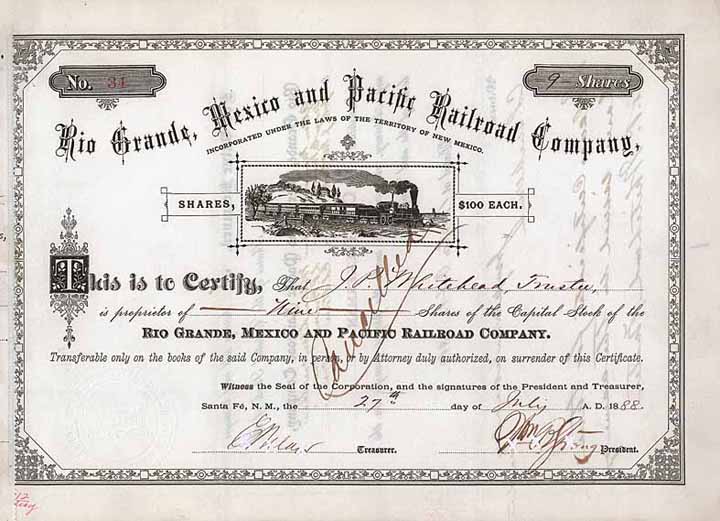 No. 31
9 Shares
Rio Grande, Mexico and Pacific Railroad Company,
INCORPORATED UNDER THE LAWS OF THE TERRITORY OF NEW MEXICO.
SHARES, $100 EACH.
This is to Certify, That J. P. Whitehead, Trustee,
is proprietor of Nine Shares of the Capital Stock of the
RIO GRANDE, MEXICO AND PACIFIC RAILROAD COMPANY.
Transferable only on the books of the said Company, in person, or by Attorney duly authorized, on surrender of this Certificate.
Cancelled
Witness the Seal of the Corporation, and the signatures of the President and Treasurer,
Santa Fé, N. M., the 27th day of July A. D. 1888.
Treasurer. Wm B Strong President.